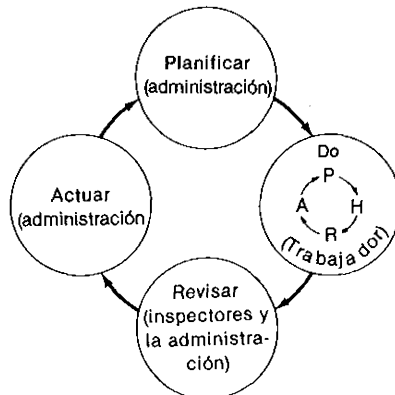 Planificar
(administración)
Do
P
A
H
R
(Trabajador)
Revisar
(inspectores y
la administra-
ción)
Actuar
(administración